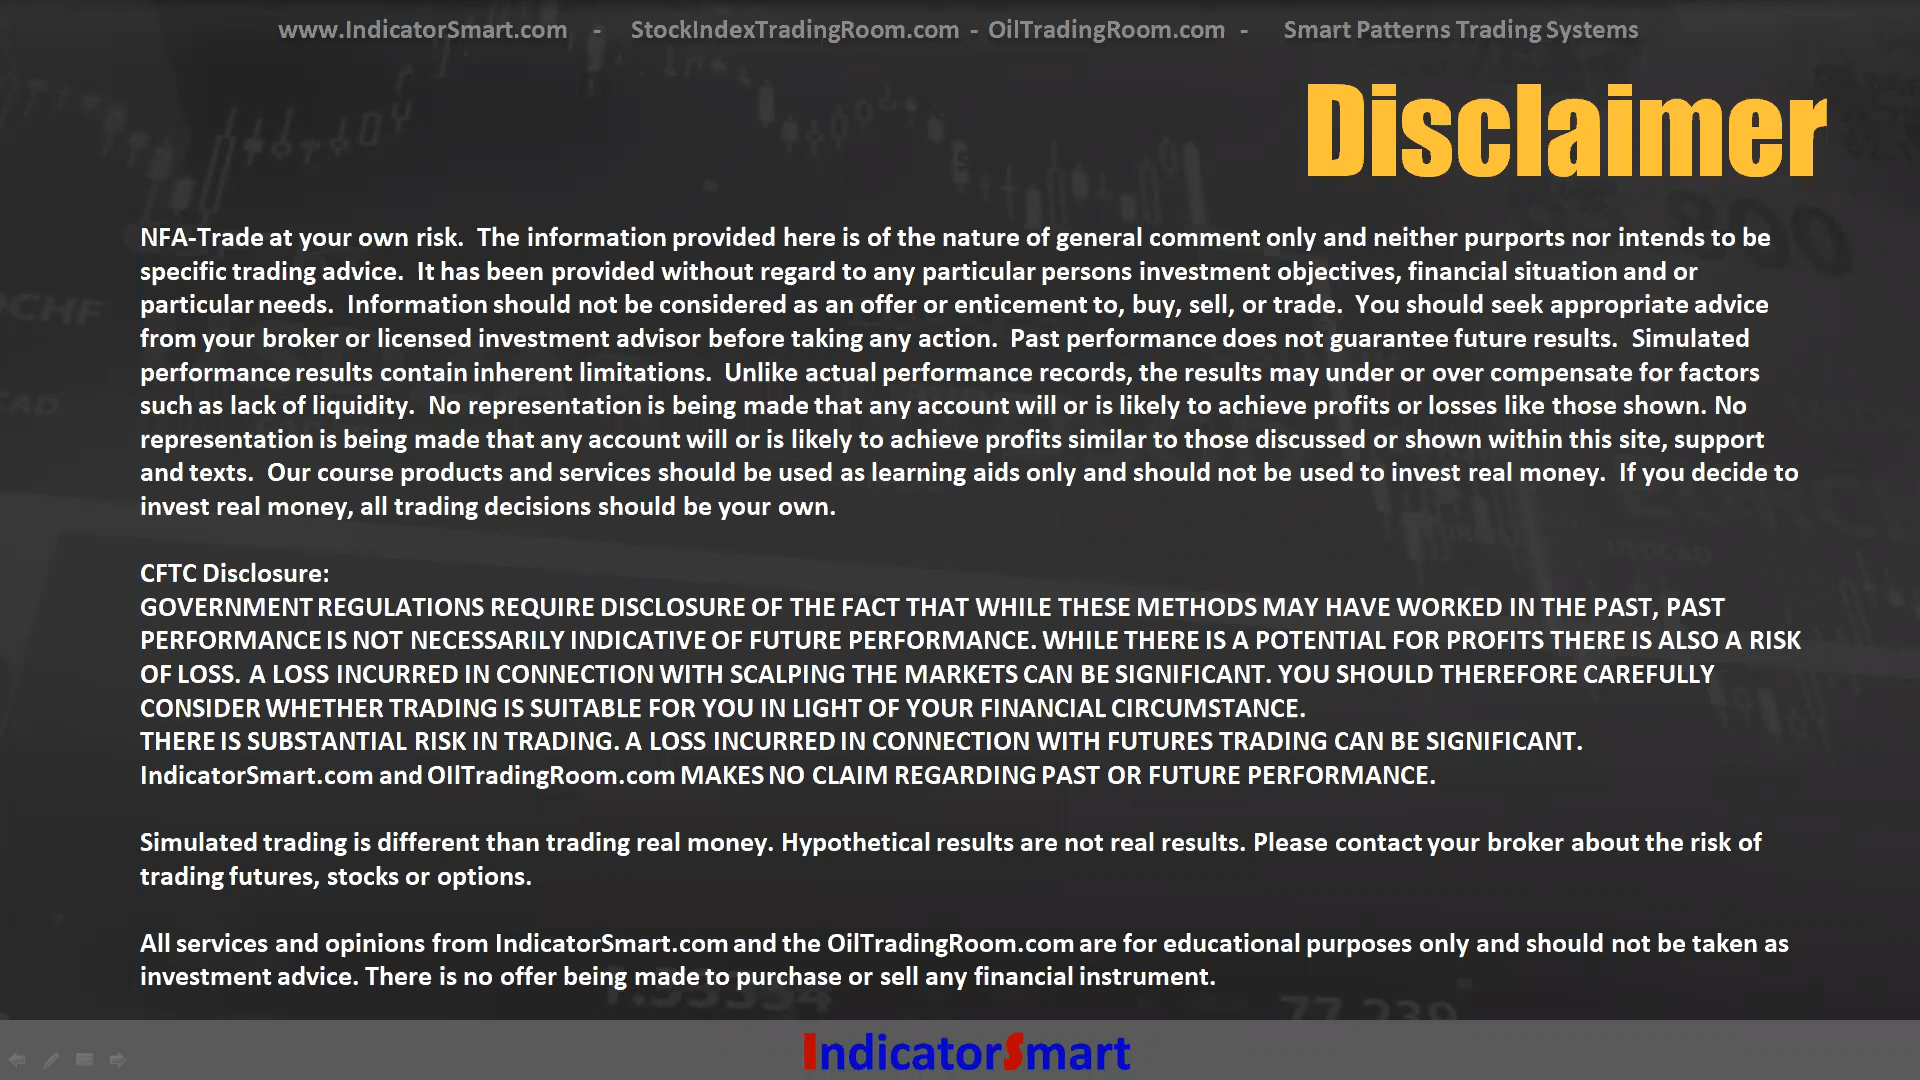 www.IndicatorSmart.com - StockIndexTradingRoom.com - OilTradingRoom.com - Smart Patterns Trading Systems
Disclaimer
NFA-Trade at your own risk. The information provided here is of the nature of general comment only and neither purports nor intends to be
specific trading advice. It has been provided without regard to any particular persons investment objectives, financial situation and or
particular needs. Information should not be considered as an offer or enticement to, buy, sell, or trade. You should seek appropriate advice
from your broker or licensed investment advisor before taking any action. Past performance does not guarantee future results. Simulated
performance results contain inherent limitations. Unlike actual performance records, the results may under or over compensate for factors
such as lack of liquidity. No representation is being made that any account will or is likely to achieve profits or losses like those shown. No
representation is being made that any account will or is likely to achieve profits similar to those discussed or shown within this site, support
and texts. Our course products and services should be used as learning aids only and should not be used to invest real money. If you decide to
invest real money, all trading decisions should be your own.
CFTC Disclosure:
GOVERNMENT REGULATIONS REQUIRE DISCLOSURE OF THE FACT THAT WHILE THESE METHODS MAY HAVE WORKED IN THE PAST, PAST
PERFORMANCE IS NOT NECESSARILY INDICATIVE OF FUTURE PERFORMANCE. WHILE THERE IS A POTENTIAL FOR PROFITS THERE IS ALSO A RISK
OF LOSS. A LOSS INCURRED IN CONNECTION WITH SCALPING THE MARKETS CAN BE SIGNIFICANT. YOU SHOULD THEREFORE CAREFULLY
CONSIDER WHETHER TRADING IS SUITABLE FOR YOU IN LIGHT OF YOUR FINANCIAL CIRCUMSTANCE.
THERE IS SUBSTANTIAL RISK IN TRADING. A LOSS INCURRED IN CONNECTION WITH FUTURES TRADING CAN BE SIGNIFICANT.
IndicatorSmart.com and OIlTradingRoom.com MAKES NO CLAIM REGARDING PAST OR FUTURE PERFORMANCE.
Simulated trading is different than trading real money. Hypothetical results are not real results. Please contact your broker about the risk of
trading futures, stocks or options.
All services and opinions from IndicatorSmart.com and the OilTradingRoom.com are for educational purposes only and should not be taken as
investment advice. There is no offer being made to purchase or sell any financial instrument.
IndicatorSmart